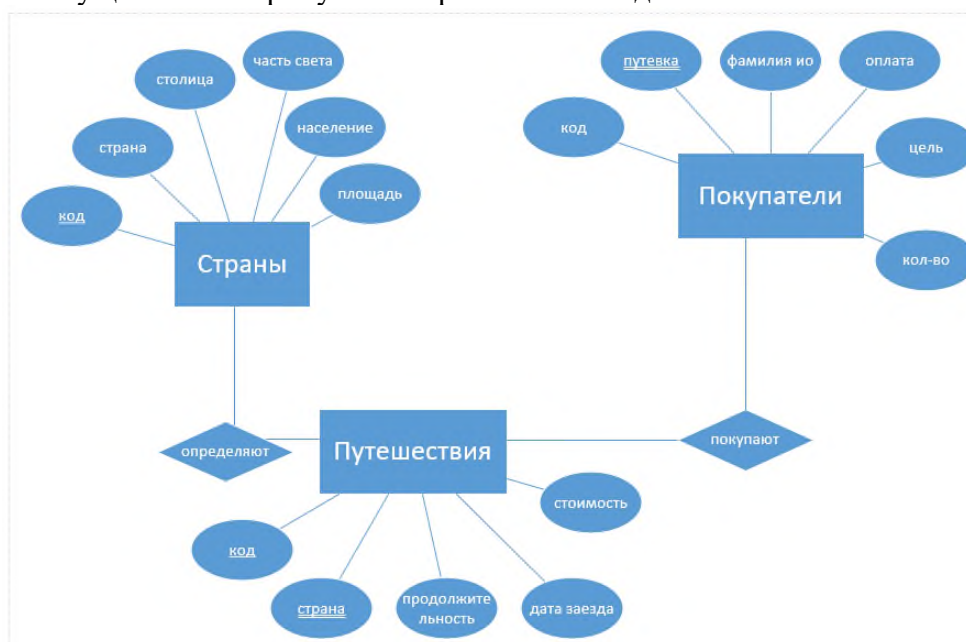 часть света
столица
население
страна
площадь
код
Страны
путевка
фамилия ио
оплата
код
цель
Покупатели
кол-во
определяют
Путешествия
покупают
стоимость
код
страна
продолжите
льность
дата заезда